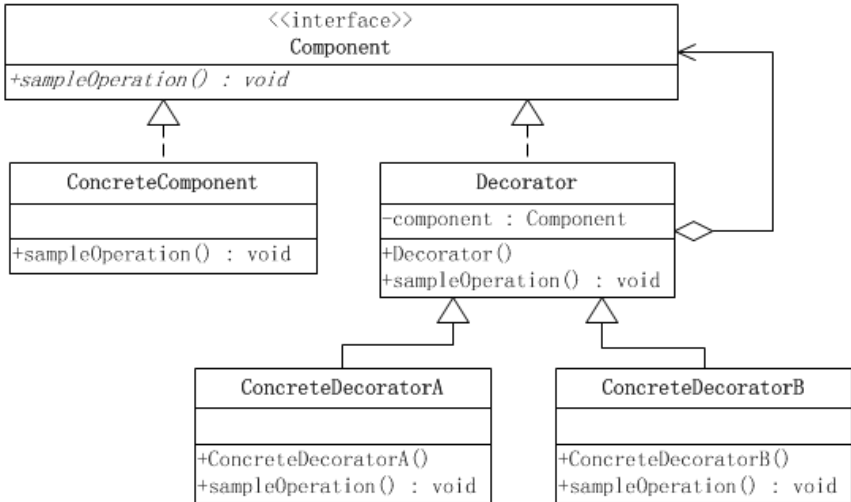 <<interface>>
Component
+sampleOperation() : void
ConcreteComponent
+sampleOperation() : void
Decorator
-component : Component
+Decorator()
+sampleOperation() : void
ConcreteDecoratorA
+ConcreteDecoratorA()
+sampleOperation() : void
ConcreteDecoratorB
+ConcreteDecoratorB()
+sampleOperation() : void